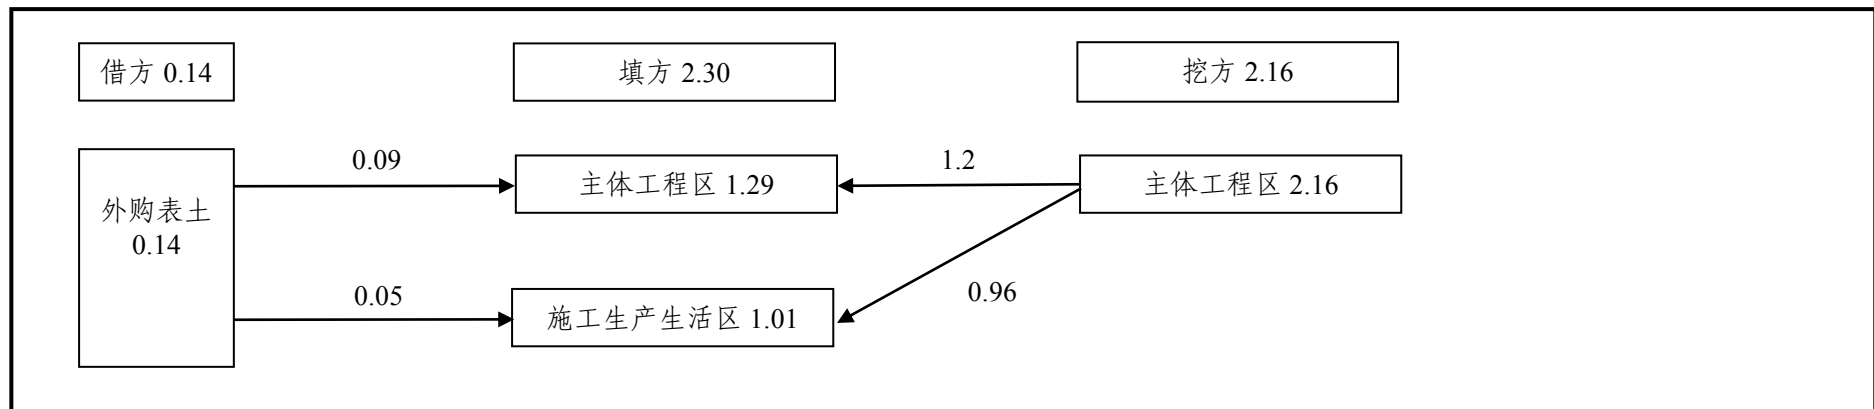 借方 0.14
填方 2.30
挖方 2.16
外购表土
0.14
0.09
主体工程区 1.29
1.2
主体工程区 2.16
0.05
施工生产生活区 1.01
0.96